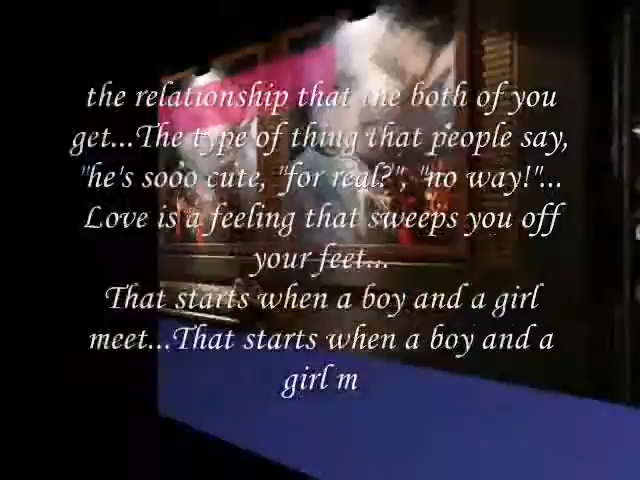 the relationship that the both of you
get...The type of thing that people say,
"he's sooo cute, "for real?", "no way!"...
Love is a feeling that sweeps you off
your feet...
That starts when a boy and a girl
meet...That starts when a boy and a
girl m